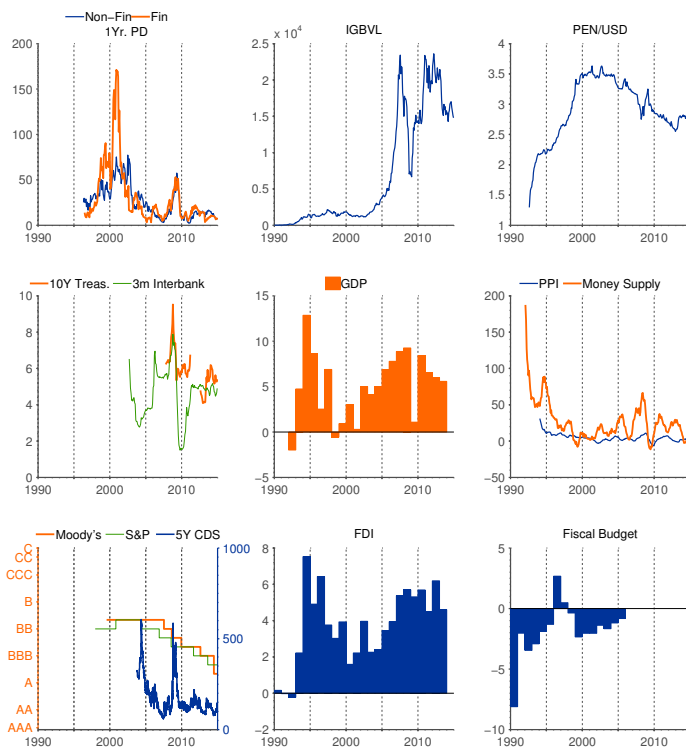 Non−Fin Fin
1Yr. PD
200
150
100
50
0
1990 2000 2010
IGBVL
2.5 x 10⁴
2
1.5
1
0.5
0
1990 2000 2010
PEN/USD
4
3.5
3
2.5
2
1.5
1
1990 2000 2010
10Y Treas. 3m Interbank
10
8
6
4
2
0
1990 2000 2010
GDP
15
10
5
0
−5
1990 2000 2010
PPI Money Supply
200
150
100
50
0
−50
1990 2000 2010
Moody's S&P 5Y CDS
C
CC
CCC
B
BB
BBB
A
AA
AAA
1000
500
0
1990 2000 2010
FDI
8
6
4
2
0
−2
1990 2000 2010
Fiscal Budget
5
0
−5
−10
1990 2000 2010